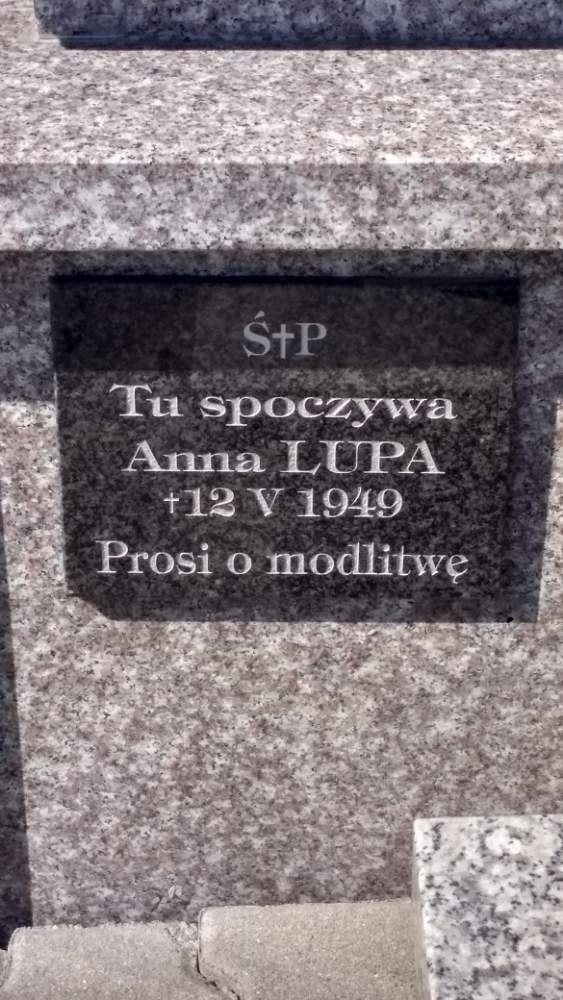 Ś†P
Tu spoczywa
Anna LUPA
†12 V 1949
Prosi o modlitwę